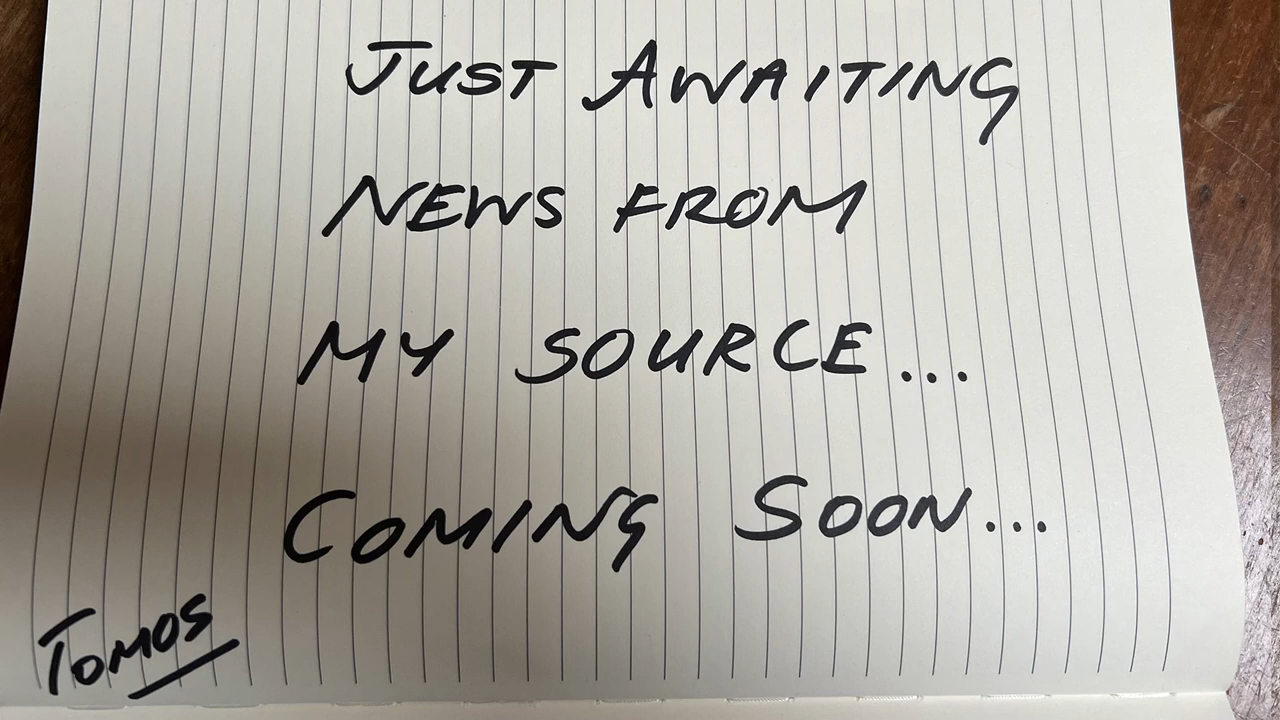 JUST AWAITING
NEWS FROM
MY SOURCE...
COMING SOON...
TOMOS